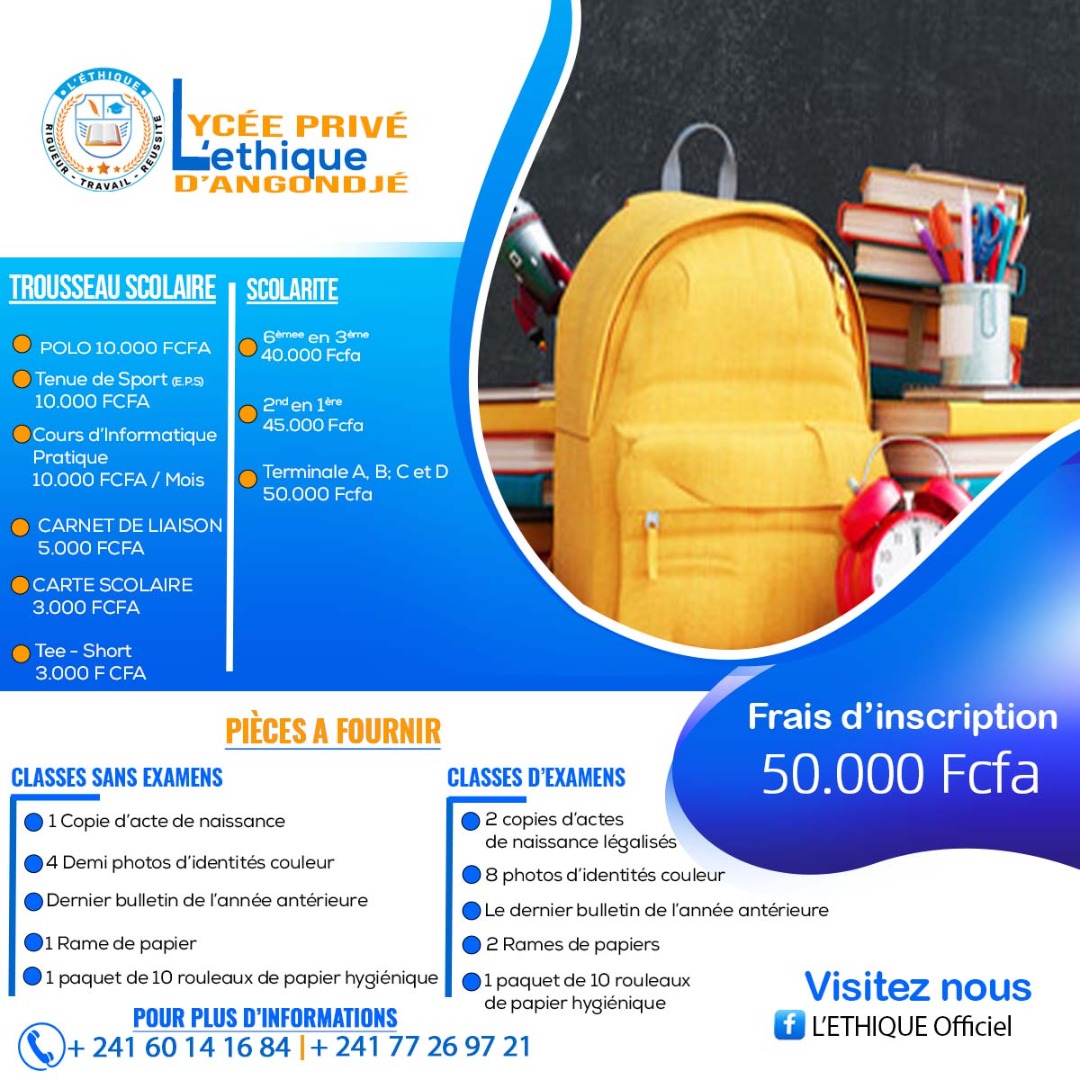 L'ÉTHIQUE
RIGUEUR - TRAVAIL - REUSSITE
LYCÉE PRIVÉ
L'ethique
D'ANGONDJÉ
TROUSSEAU SCOLAIRE
POLO 10.000 FCFA
Tenue de Sport (E.P.S)
10.000 FCFA
Cours d'Informatique
Pratique
10.000 FCFA / Mois
CARNET DE LIAISON
5.000 FCFA
CARTE SCOLAIRE
3.000 FCFA
Tee - Short
3.000 F CFA
SCOLARITE
6èmee en 3ème
40.000 Fcfa
2nd en 1ère
45.000 Fcfa
Terminale A, B; C et D
50.000 Fcfa
Frais d'inscription
50.000 Fcfa
PIÈCES A FOURNIR
CLASSES SANS EXAMENS
1 Copie d'acte de naissance
4 Demi photos d'identités couleur
Dernier bulletin de l'année antérieure
1 Rame de papier
1 paquet de 10 rouleaux de papier hygiénique
CLASSES D'EXAMENS
2 copies d'actes
de naissance légalisés
8 photos d'identités couleur
Le dernier bulletin de l'année antérieure
2 Rames de papiers
1 paquet de 10 rouleaux
de papier hygiénique
POUR PLUS D'INFORMATIONS
+ 241 60 14 16 84 | + 241 77 26 97 21
Visitez nous
L'ETHIQUE Officiel